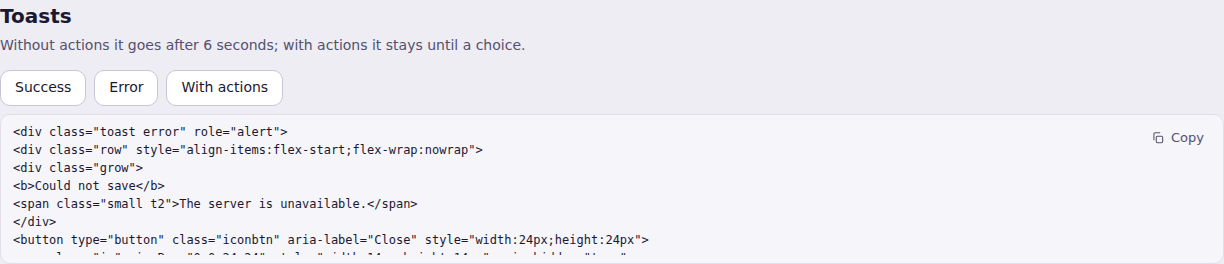 Toasts
Without actions it goes after 6 seconds; with actions it stays until a choice.
Success Error With actions
<div class="toast error" role="alert">
Copy
<div class="row" style="align-items:flex-start;flex-wrap:nowrap">
<div class="grow">
<b>Could not save</b>
<span class="small t2">The server is unavailable.</span>
</div>
<button type="button" class="iconbtn" aria-label="Close" style="width:24px;height:24px">